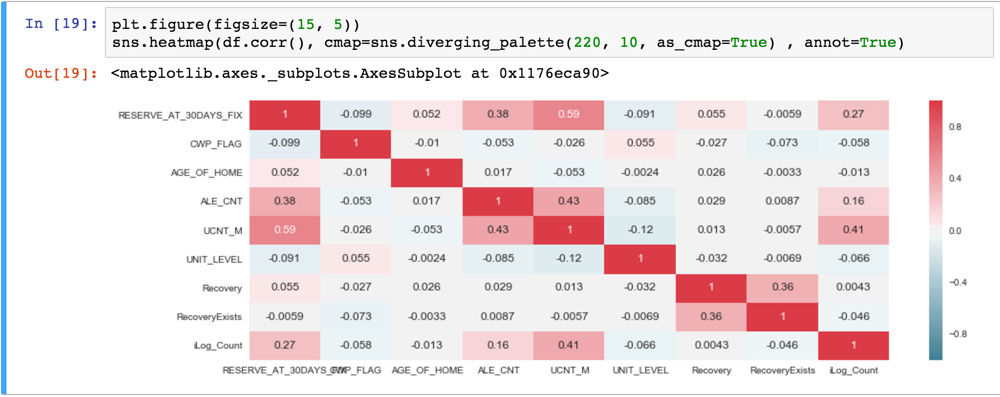 In [19]: plt.figure(figsize=(15, 5))
sns.heatmap(df.corr(), cmap=sns.diverging_palette(220, 10, as_cmap=True) , annot=True)
Out[19]: <matplotlib.axes._subplots.AxesSubplot at 0x1176eca90>
RESERVE_AT_30DAYS_FIX 1 -0.099 0.052 0.38 0.59 -0.091 0.055 -0.0059 0.27
CWP_FLAG -0.099 1 -0.01 -0.053 -0.026 0.055 -0.027 -0.073 -0.058
AGE_OF_HOME 0.052 -0.01 1 0.017 -0.053 -0.0024 0.026 -0.0033 -0.013
ALE_CNT 0.38 -0.053 0.017 1 0.43 -0.085 0.029 0.0087 0.16
UCNT_M 0.59 -0.026 -0.053 0.43 1 -0.12 0.013 -0.0057 0.41
UNIT_LEVEL -0.091 0.055 -0.0024 -0.085 -0.12 1 -0.032 -0.0069 -0.066
Recovery 0.055 -0.027 0.026 0.029 0.013 -0.032 1 0.36 0.0043
RecoveryExists -0.0059 -0.073 -0.0033 0.0087 -0.0057 -0.0069 0.36 1 -0.046
iLog_Count 0.27 -0.058 -0.013 0.16 0.41 -0.066 0.0043 -0.046 1
RESERVE_AT_30DAYS_FIX CWP_FLAG AGE_OF_HOME ALE_CNT UCNT_M UNIT_LEVEL Recovery RecoveryExists iLog_Count
0.8
0.4
0.0
−0.4
−0.8